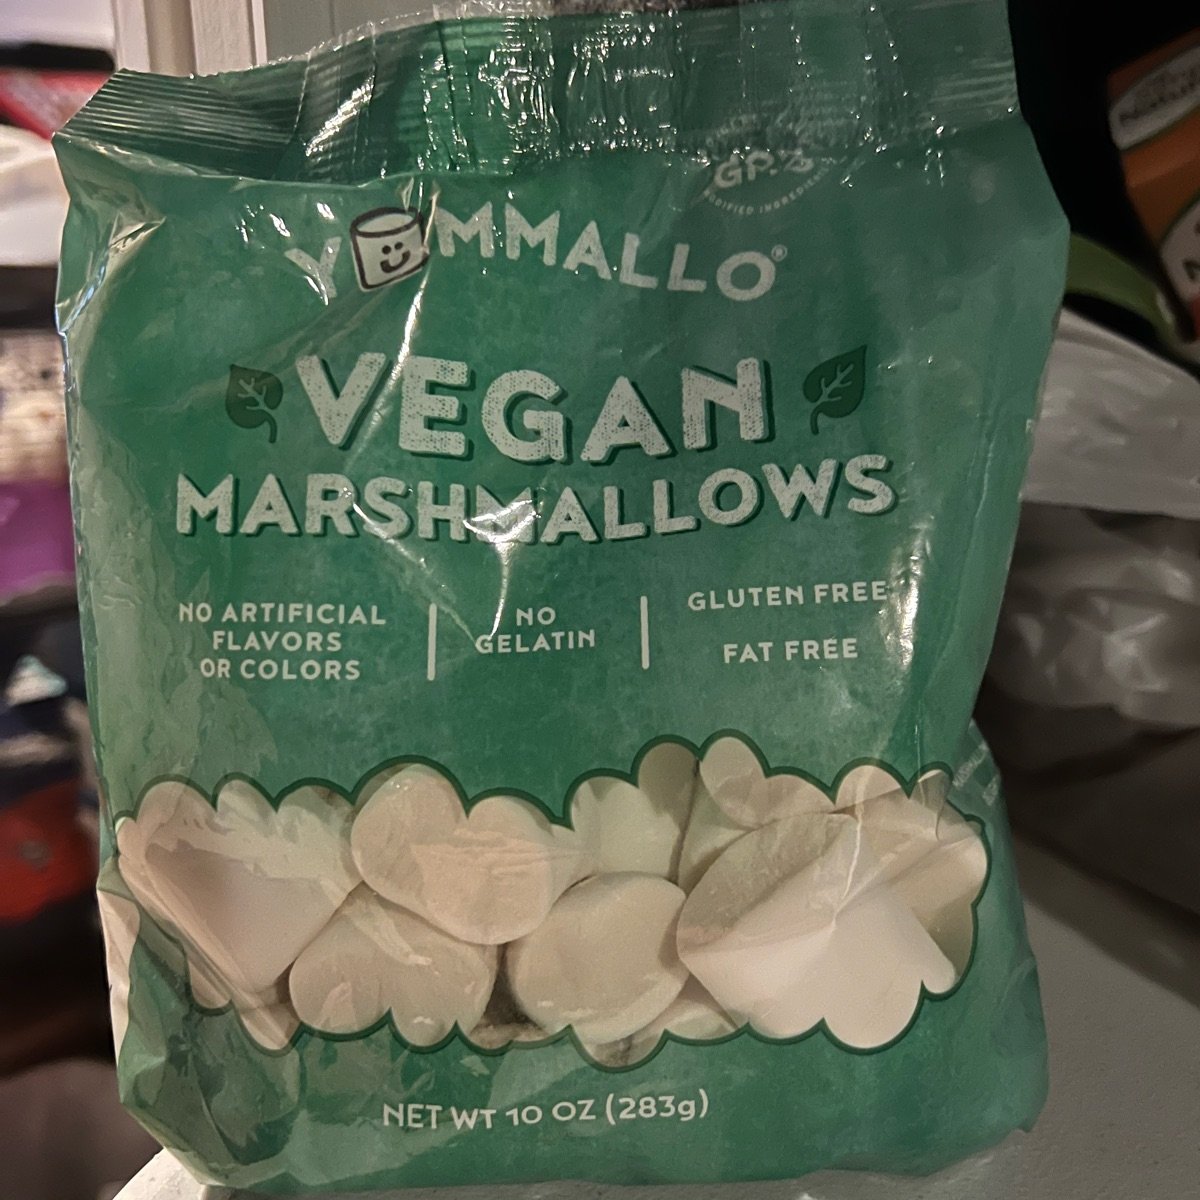 YUMMALLO®
VEGAN
MARSHMALLOWS
NO ARTIFICIAL
FLAVORS
OR COLORS
NO
GELATIN
GLUTEN FREE
FAT FREE
NET WT 10 OZ (283g)